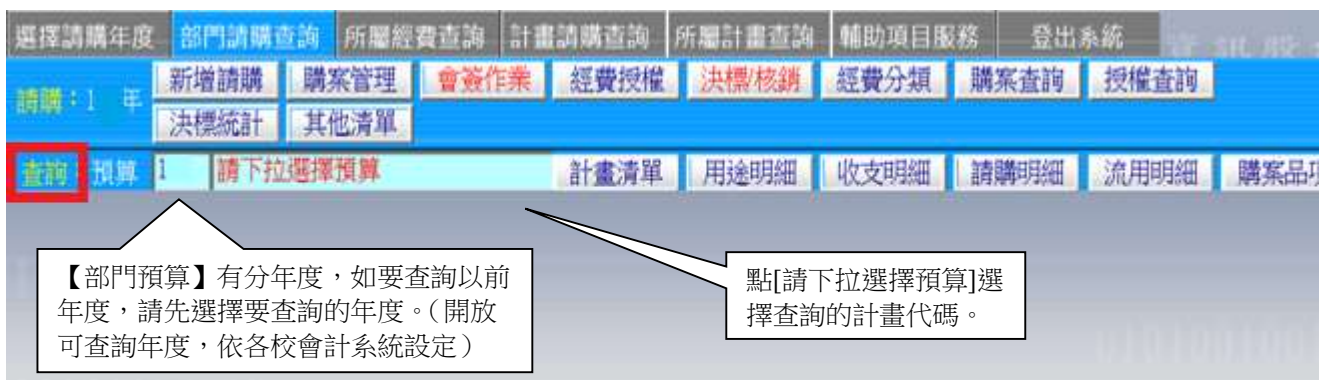 選擇請購年度 部門請購查詢 所屬經費查詢 計畫請購查詢 所屬計畫查詢 輔助項目服務 登出系統
請購：1 年 新增請購 購案管理 會簽作業 經費授權 決標/核銷 經費分類 購案查詢 授權查詢
決標統計 其他清單
查詢：預算 1 請下拉選擇預算 計畫清單 用途明細 收支明細 請購明細 流用明細 購案品項
【部門預算】有分年度，如要查詢以前
年度，請先選擇要查詢的年度。（開放
可查詢年度，依各校會計系統設定）
點[請下拉選擇預算]選
擇查詢的計畫代碼。